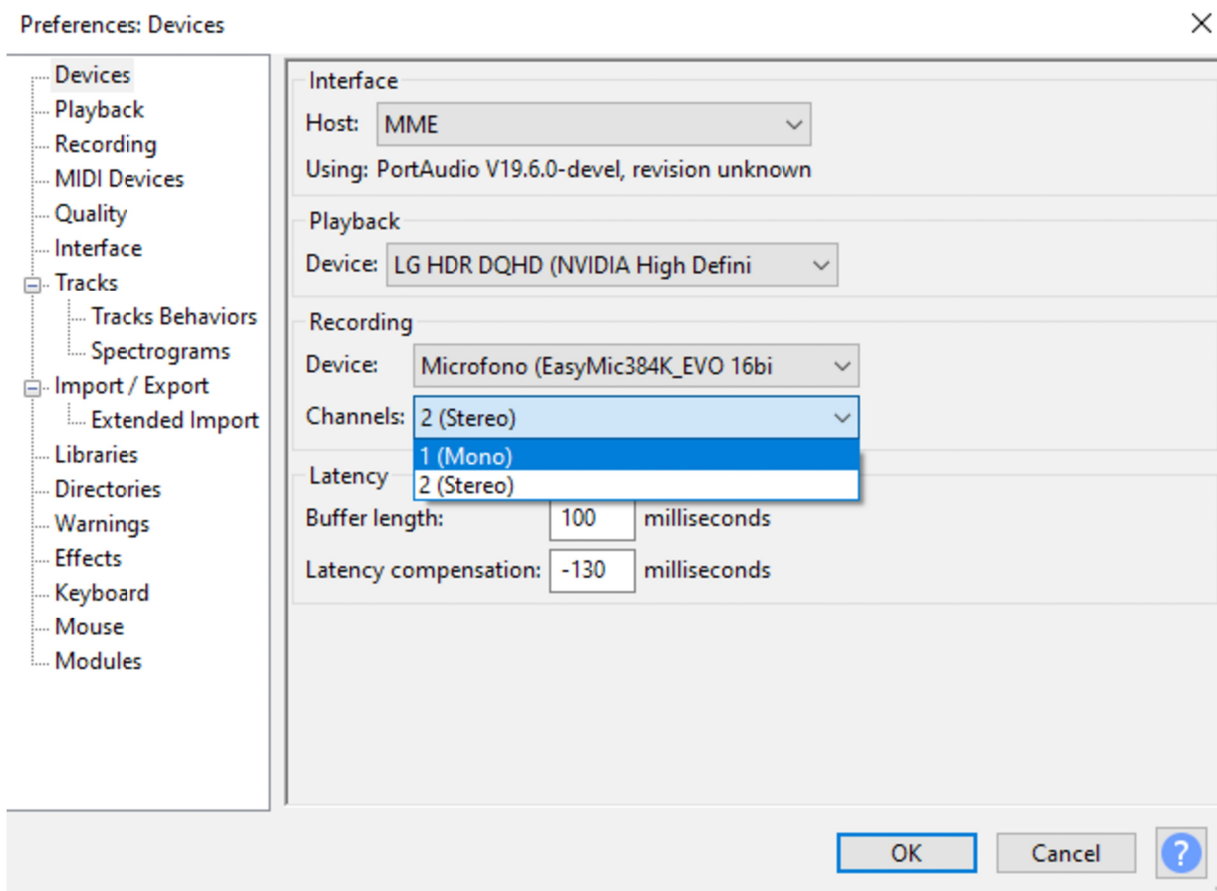 Preferences: Devices
Devices
Playback
Recording
MIDI Devices
Quality
Interface
Tracks
Tracks Behaviors
Spectrograms
Import / Export
Extended Import
Libraries
Directories
Warnings
Effects
Keyboard
Mouse
Modules
Interface
Host: MME
Using: PortAudio V19.6.0-devel, revision unknown
Playback
Device: LG HDR DQHD (NVIDIA High Defini
Recording
Device: Microfono (EasyMic384K_EVO 16bi
Channels: 2 (Stereo)
1 (Mono)
2 (Stereo)
Latency
Buffer length: 100 milliseconds
Latency compensation: -130 milliseconds
OK Cancel ?